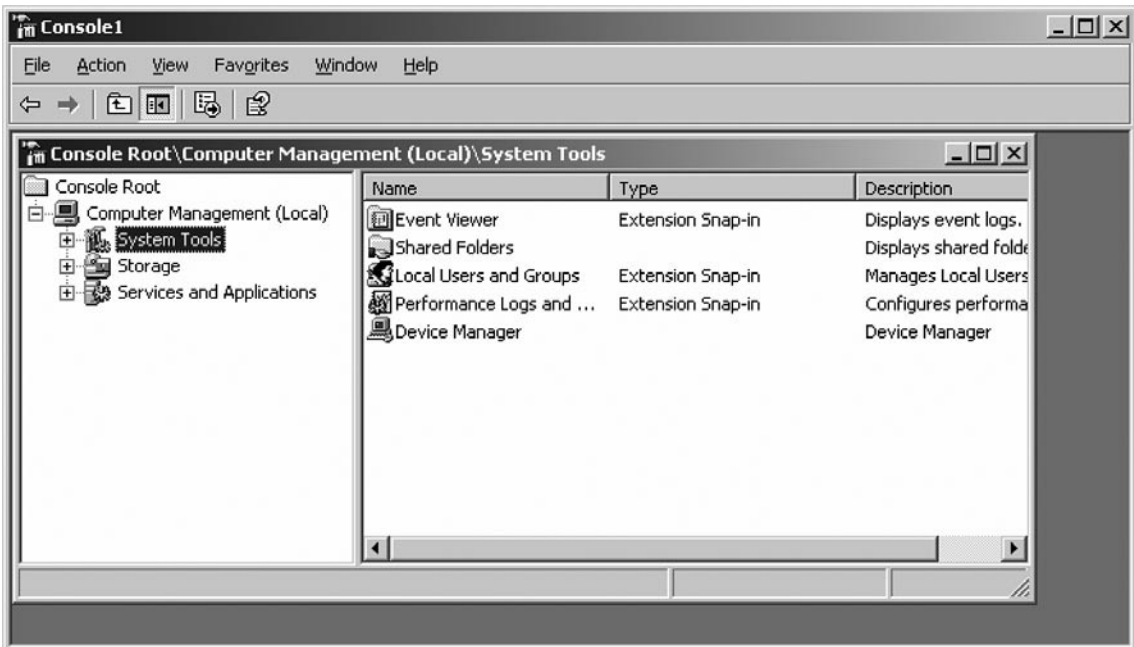 Console1
File Action View Favorites Window Help
Console Root\Computer Management (Local)\System Tools
Console Root
Computer Management (Local)
System Tools
Storage
Services and Applications
Name Type Description
Event Viewer Extension Snap-in Displays event logs.
Shared Folders Displays shared folde
Local Users and Groups Extension Snap-in Manages Local Users
Performance Logs and ... Extension Snap-in Configures performa
Device Manager Device Manager